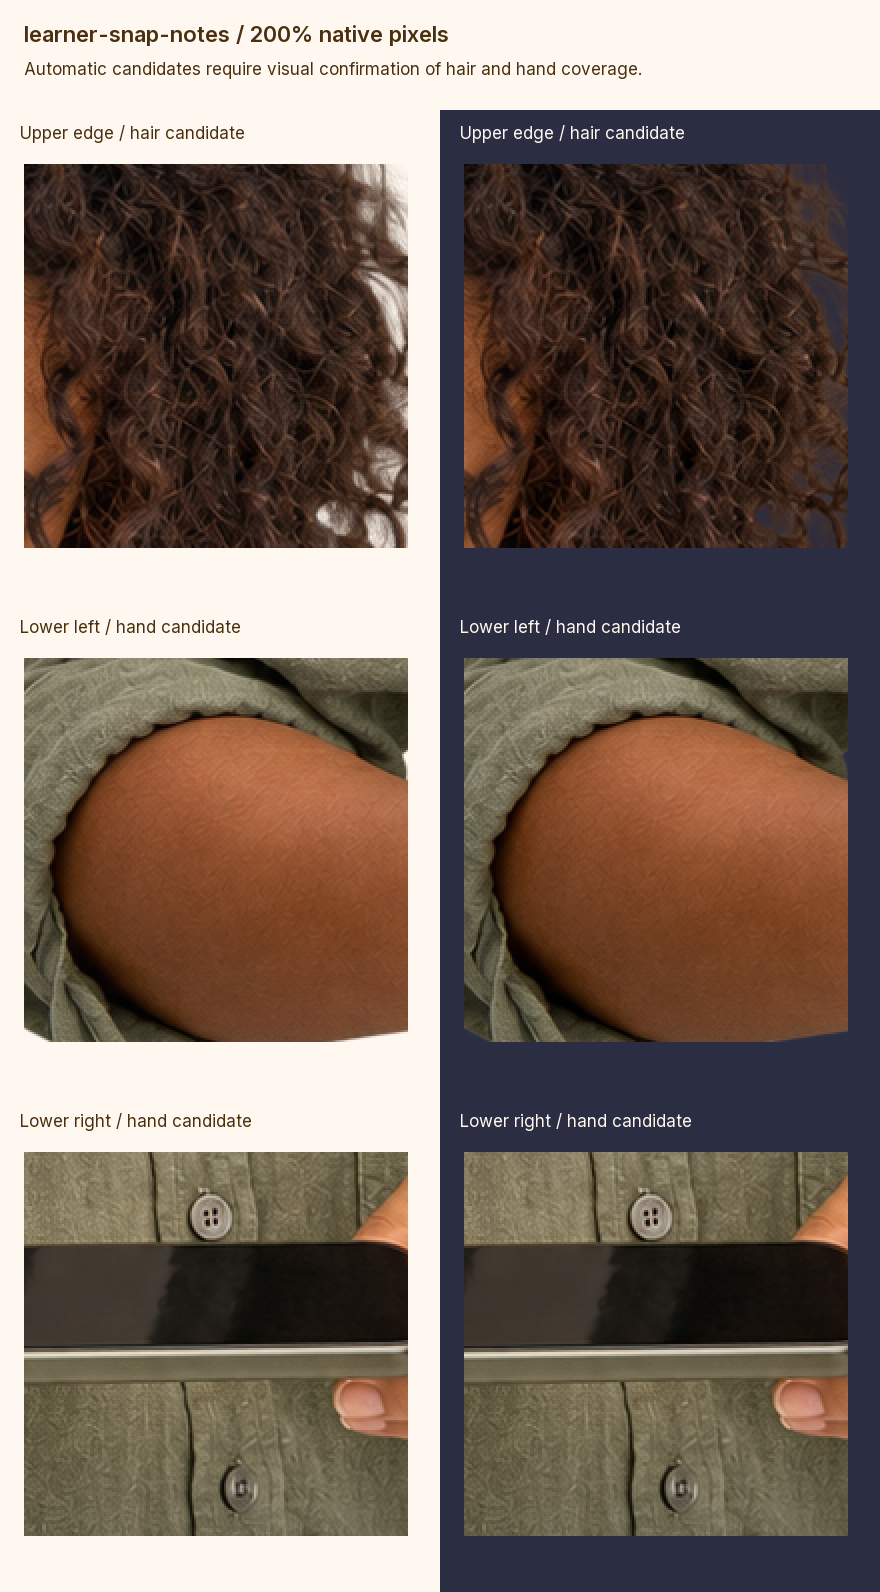 learner-snap-notes / 200% native pixels
Automatic candidates require visual confirmation of hair and hand coverage.
Upper edge / hair candidate
Upper edge / hair candidate
Lower left / hand candidate
Lower left / hand candidate
Lower right / hand candidate
Lower right / hand candidate